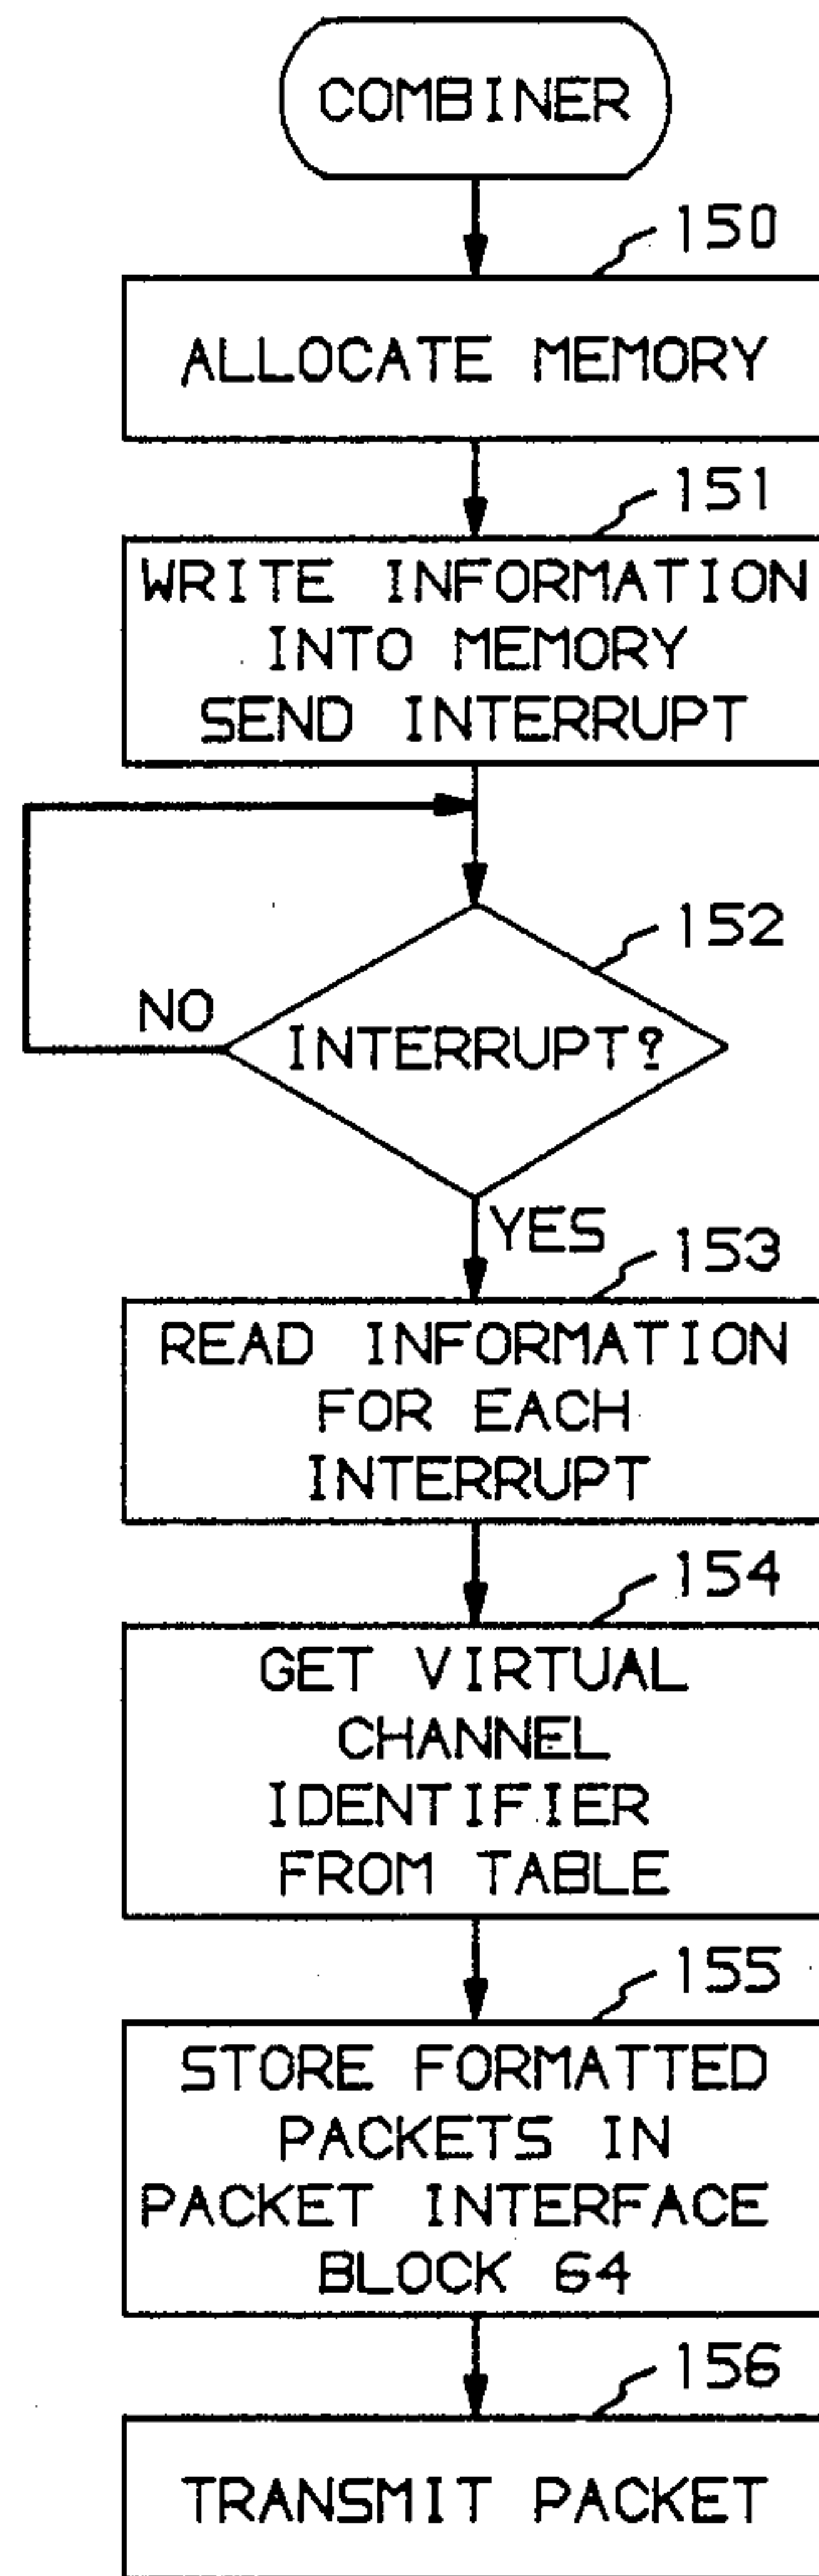 COMBINER
150
ALLOCATE MEMORY
151
WRITE INFORMATION
INTO MEMORY
SEND INTERRUPT
152
NO
INTERRUPT?
YES
153
READ INFORMATION
FOR EACH
INTERRUPT
154
GET VIRTUAL
CHANNEL
IDENTIFIER
FROM TABLE
155
STORE FORMATTED
PACKETS IN
PACKET INTERFACE
BLOCK 64
156
TRANSMIT PACKET